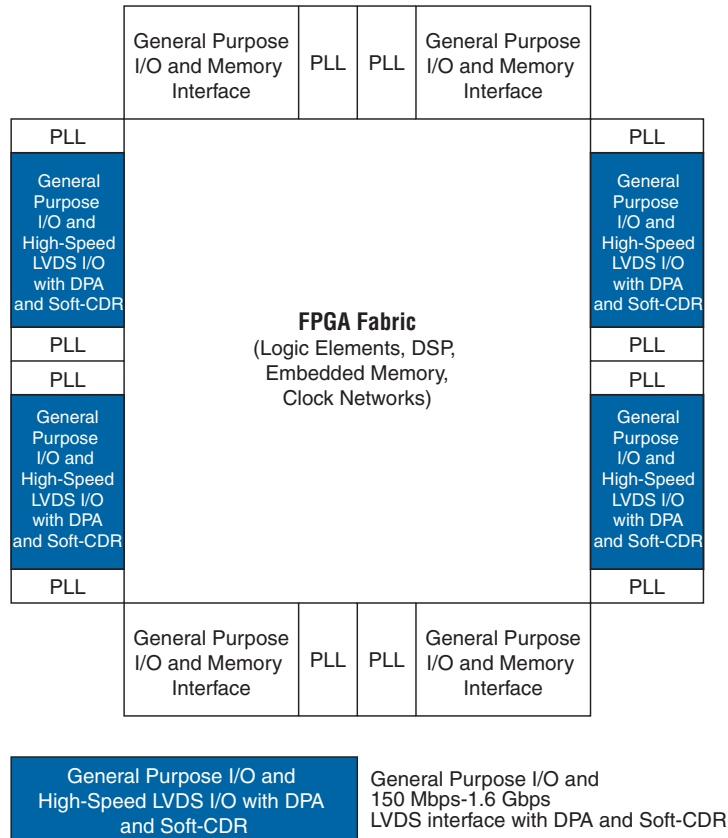 General Purpose
I/O and Memory
Interface
PLL
PLL
General Purpose
I/O and Memory
Interface
PLL
General
Purpose
I/O and
High-Speed
LVDS I/O
with DPA
and Soft-CDR
PLL
PLL
General
Purpose
I/O and
High-Speed
LVDS I/O
with DPA
and Soft-CDR
PLL
FPGA Fabric
(Logic Elements, DSP,
Embedded Memory,
Clock Networks)
PLL
General
Purpose
I/O and
High-Speed
LVDS I/O
with DPA
and Soft-CDR
PLL
PLL
General
Purpose
I/O and
High-Speed
LVDS I/O
with DPA
and Soft-CDR
PLL
General Purpose
I/O and Memory
Interface
PLL
PLL
General Purpose
I/O and Memory
Interface
General Purpose I/O and
High-Speed LVDS I/O with DPA
and Soft-CDR
General Purpose I/O and
150 Mbps-1.6 Gbps
LVDS interface with DPA and Soft-CDR